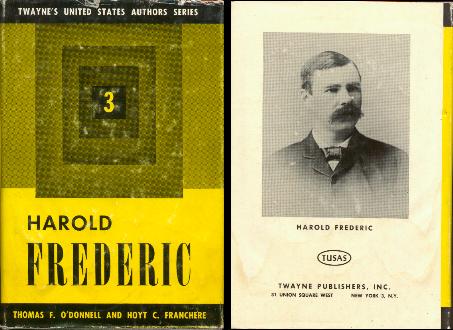 TWAYNE'S UNITED STATES AUTHORS SERIES
3
HAROLD
FREDERIC
THOMAS F. O'DONNELL AND HOYT C. FRANCHERE
HAROLD FREDERIC
TUSAS
TWAYNE PUBLISHERS, INC.
31 UNION SQUARE WEST NEW YORK 3, N.Y.